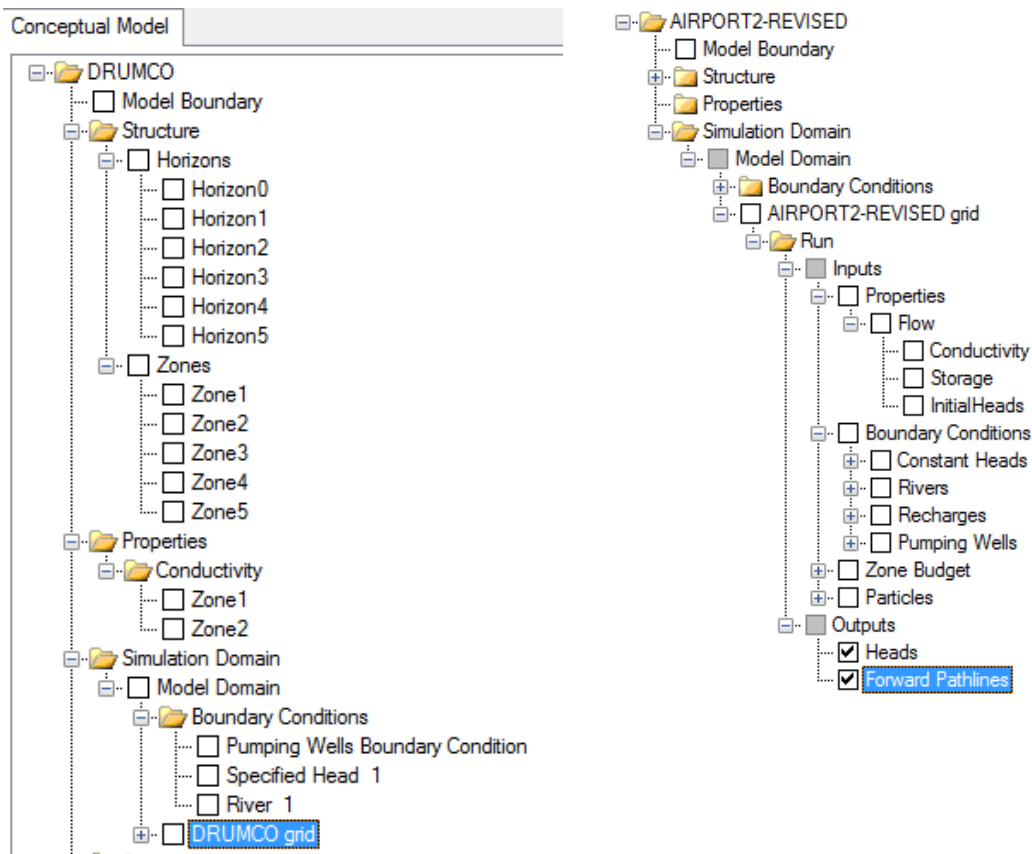 Conceptual Model
DRUMCO
Model Boundary
Structure
Horizons
Horizon0
Horizon1
Horizon2
Horizon3
Horizon4
Horizon5
Zones
Zone1
Zone2
Zone3
Zone4
Zone5
Properties
Conductivity
Zone1
Zone2
Simulation Domain
Model Domain
Boundary Conditions
Pumping Wells Boundary Condition
Specified Head 1
River 1
DRUMCO grid
AIRPORT2-REVISED
Model Boundary
Structure
Properties
Simulation Domain
Model Domain
Boundary Conditions
AIRPORT2-REVISED grid
Run
Inputs
Properties
Flow
Conductivity
Storage
InitialHeads
Boundary Conditions
Constant Heads
Rivers
Recharges
Pumping Wells
Zone Budget
Particles
Outputs
Heads
Forward Pathlines